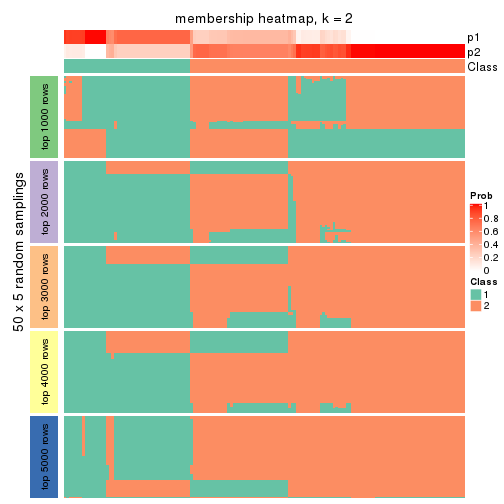 membership heatmap, k = 2
p1
p2
Class
50 x 5 random samplings
top 1000 rows
top 2000 rows
top 3000 rows
top 4000 rows
top 5000 rows
Prob
1
0.8
0.6
0.4
0.2
0
Class
1
2